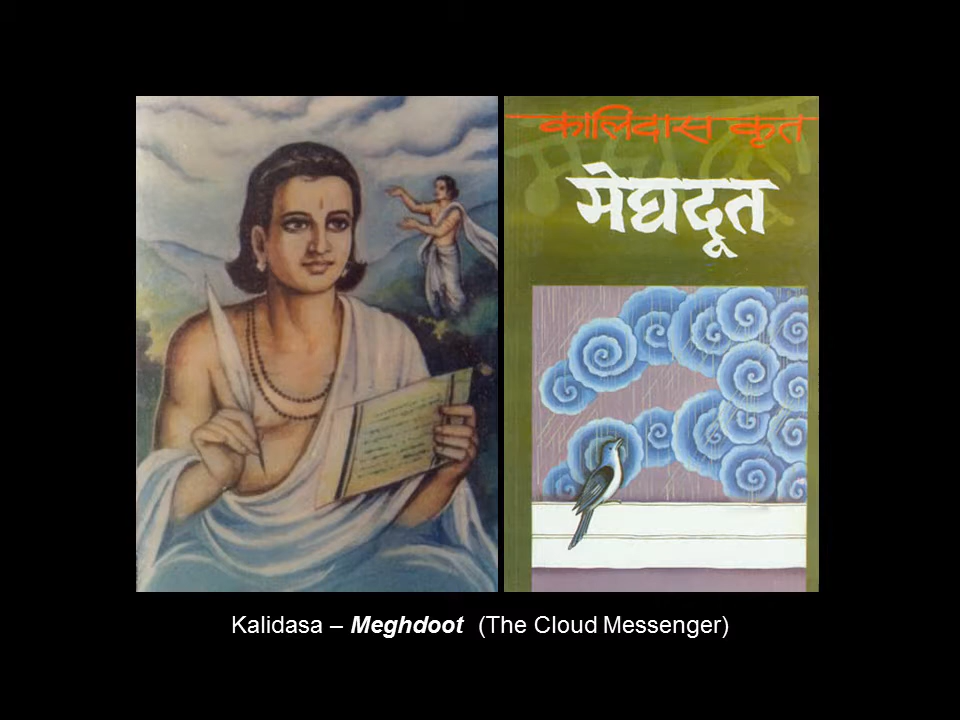 कालिदास कृत
मेघदूत
Kalidasa – Meghdoot (The Cloud Messenger)